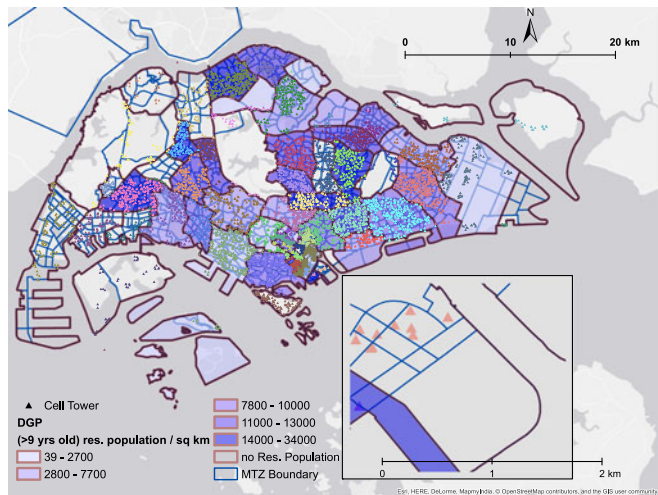 N
0 10 20 km
Cell Tower
DGP
(>9 yrs old) res. population / sq km
39 - 2700
2800 - 7700
7800 - 10000
11000 - 13000
14000 - 34000
no Res. Population
MTZ Boundary
0 1 2 km
Esri, HERE, DeLorme, MapmyIndia, © OpenStreetMap contributors, and the GIS user community